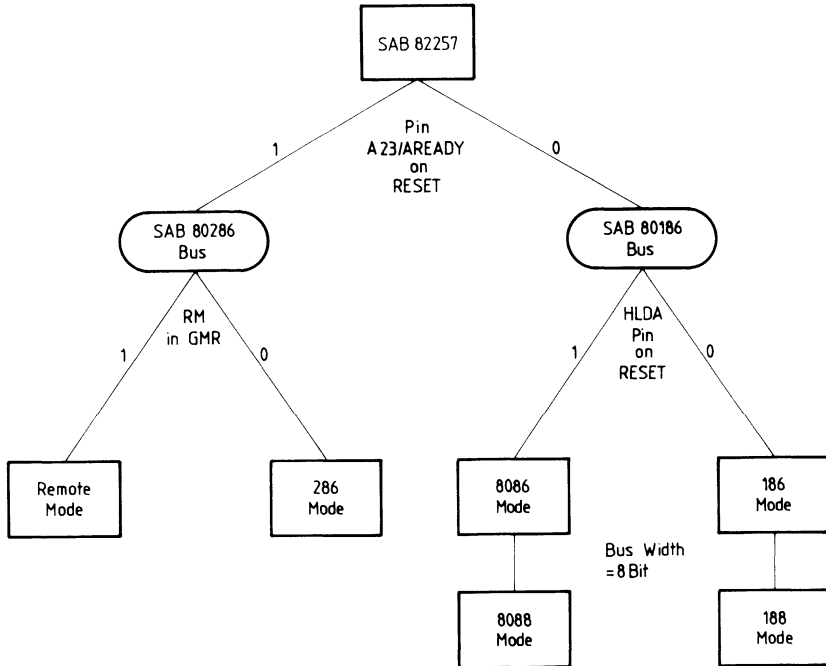 SAB 82257
Pin
A23/AREADY
on
RESET
1
0
SAB 80286
Bus
SAB 80186
Bus
RM
in GMR
1
0
HLDA
Pin
on
RESET
1
0
Remote
Mode
286
Mode
8086
Mode
186
Mode
Bus Width
=8Bit
8088
Mode
188
Mode